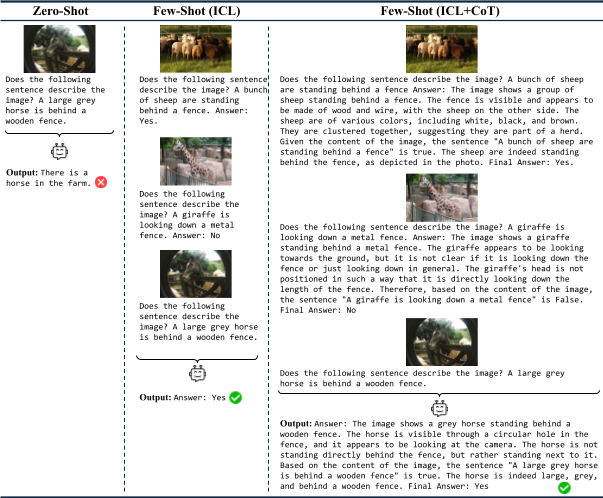 Zero-Shot
Does the following
sentence describe the
image? A large grey
horse is behind a
wooden fence.
Output: There is a
horse in the farm.
Few-Shot (ICL)
Does the following sentence
describe the image? A bunch
of sheep are standing
behind a fence. Answer:
Yes.
Does the following
sentence describe the
image? A giraffe is
looking down a metal
fence. Answer: No
Does the following
sentence describe the
image? A large grey horse
is behind a wooden fence.
Output: Answer: Yes
Few-Shot (ICL+CoT)
Does the following sentence describe the image? A bunch of sheep
are standing behind a fence Answer: The image shows a group of
sheep standing behind a fence. The fence is visible and appears to
be made of wood and wire, with the sheep on the other side. The
sheep are of various colors, including white, black, and brown.
They are clustered together, suggesting they are part of a herd.
Given the content of the image, the sentence "A bunch of sheep are
standing behind a fence" is true. The sheep are indeed standing
behind the fence, as depicted in the photo. Final Answer: Yes.
Does the following sentence describe the image? A giraffe is
looking down a metal fence. Answer: The image shows a giraffe
standing behind a metal fence. The giraffe appears to be looking
towards the ground, but it is not clear if it is looking down the
fence or just looking down in general. The giraffe's head is not
positioned in such a way that it is directly looking down the
length of the fence. Therefore, based on the content of the image,
the sentence "A giraffe is looking down a metal fence" is False.
Final Answer: No
Does the following sentence describe the image? A large grey
horse is behind a wooden fence.
Output: Answer: The image shows a grey horse standing behind a
wooden fence. The horse is visible through a circular hole in the
fence, and it appears to be looking at the camera. The horse is not
standing directly behind the fence, but rather standing next to it.
Based on the content of the image, the sentence "A large grey horse
is behind a wooden fence" is true. The horse is indeed large, grey,
and behind a wooden fence. Final Answer: Yes